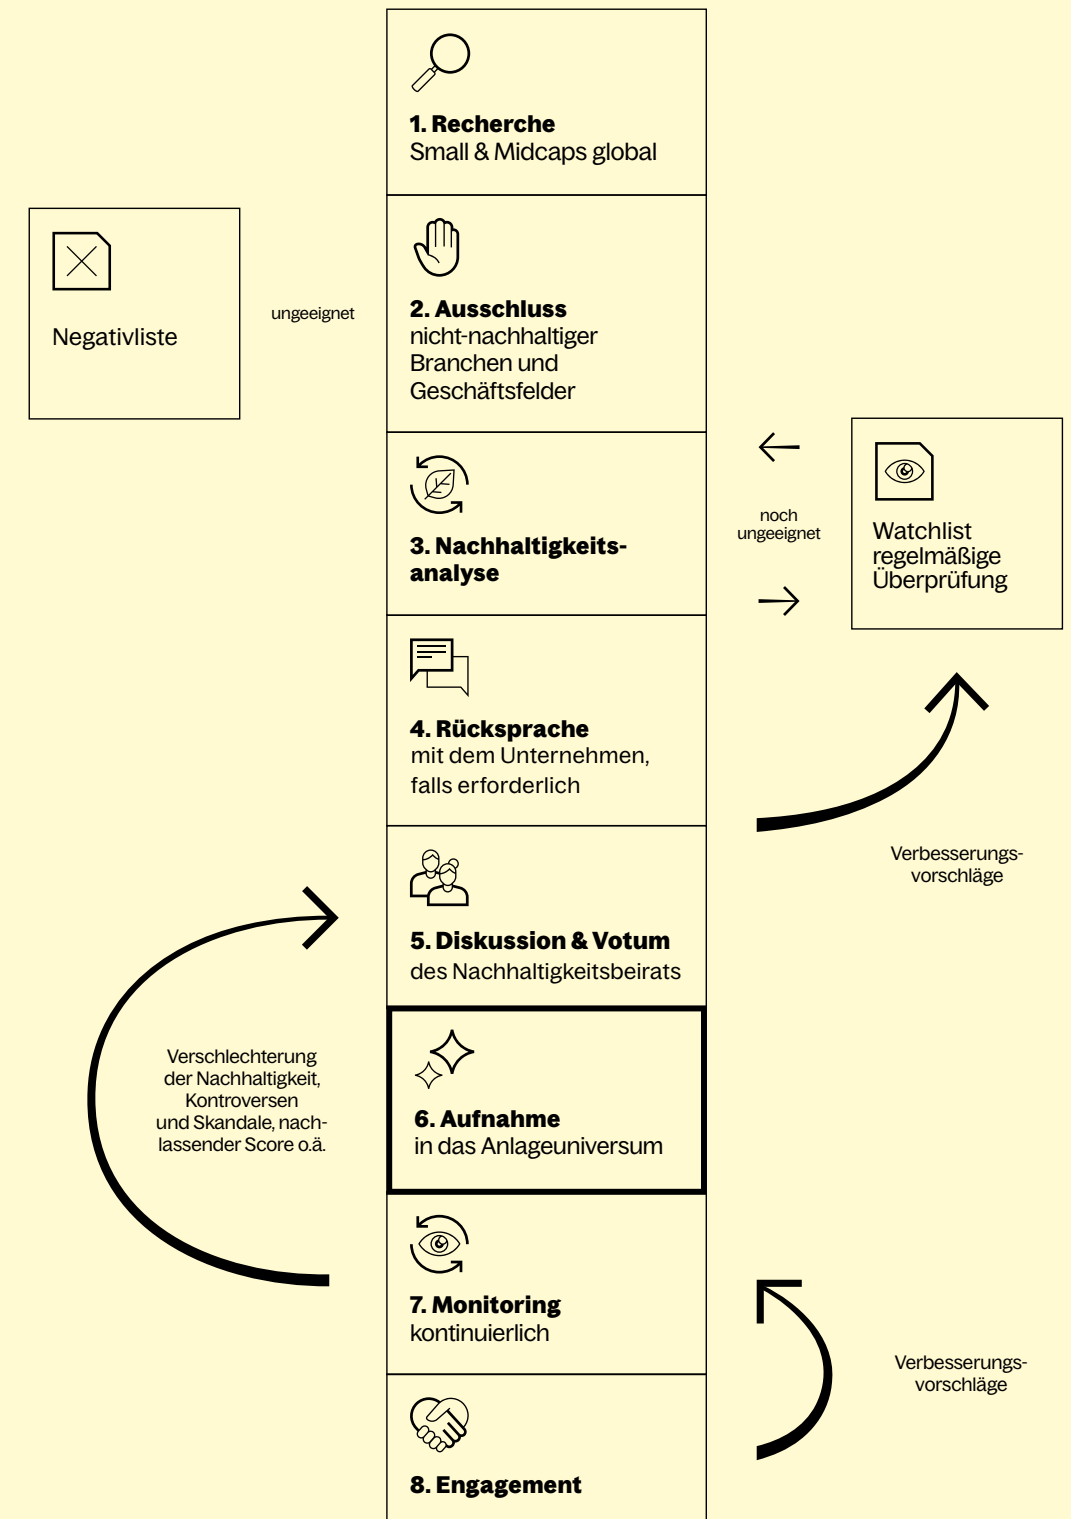 1. Recherche
Small & Midcaps global
Negativliste
ungeeignet
2. Ausschluss
nicht-nachhaltiger
Branchen und
Geschäftsfelder
3. Nachhaltigkeits-
analyse
noch
ungeeignet
Watchlist
regelmäßige
Überprüfung
4. Rücksprache
mit dem Unternehmen,
falls erforderlich
Verbesserungs-
vorschläge
5. Diskussion & Votum
des Nachhaltigkeitsbeirats
Verschlechterung
der Nachhaltigkeit,
Kontroversen
und Skandale, nach-
lassender Score o.ä.
6. Aufnahme
in das Anlageuniversum
7. Monitoring
kontinuierlich
Verbesserungs-
vorschläge
8. Engagement